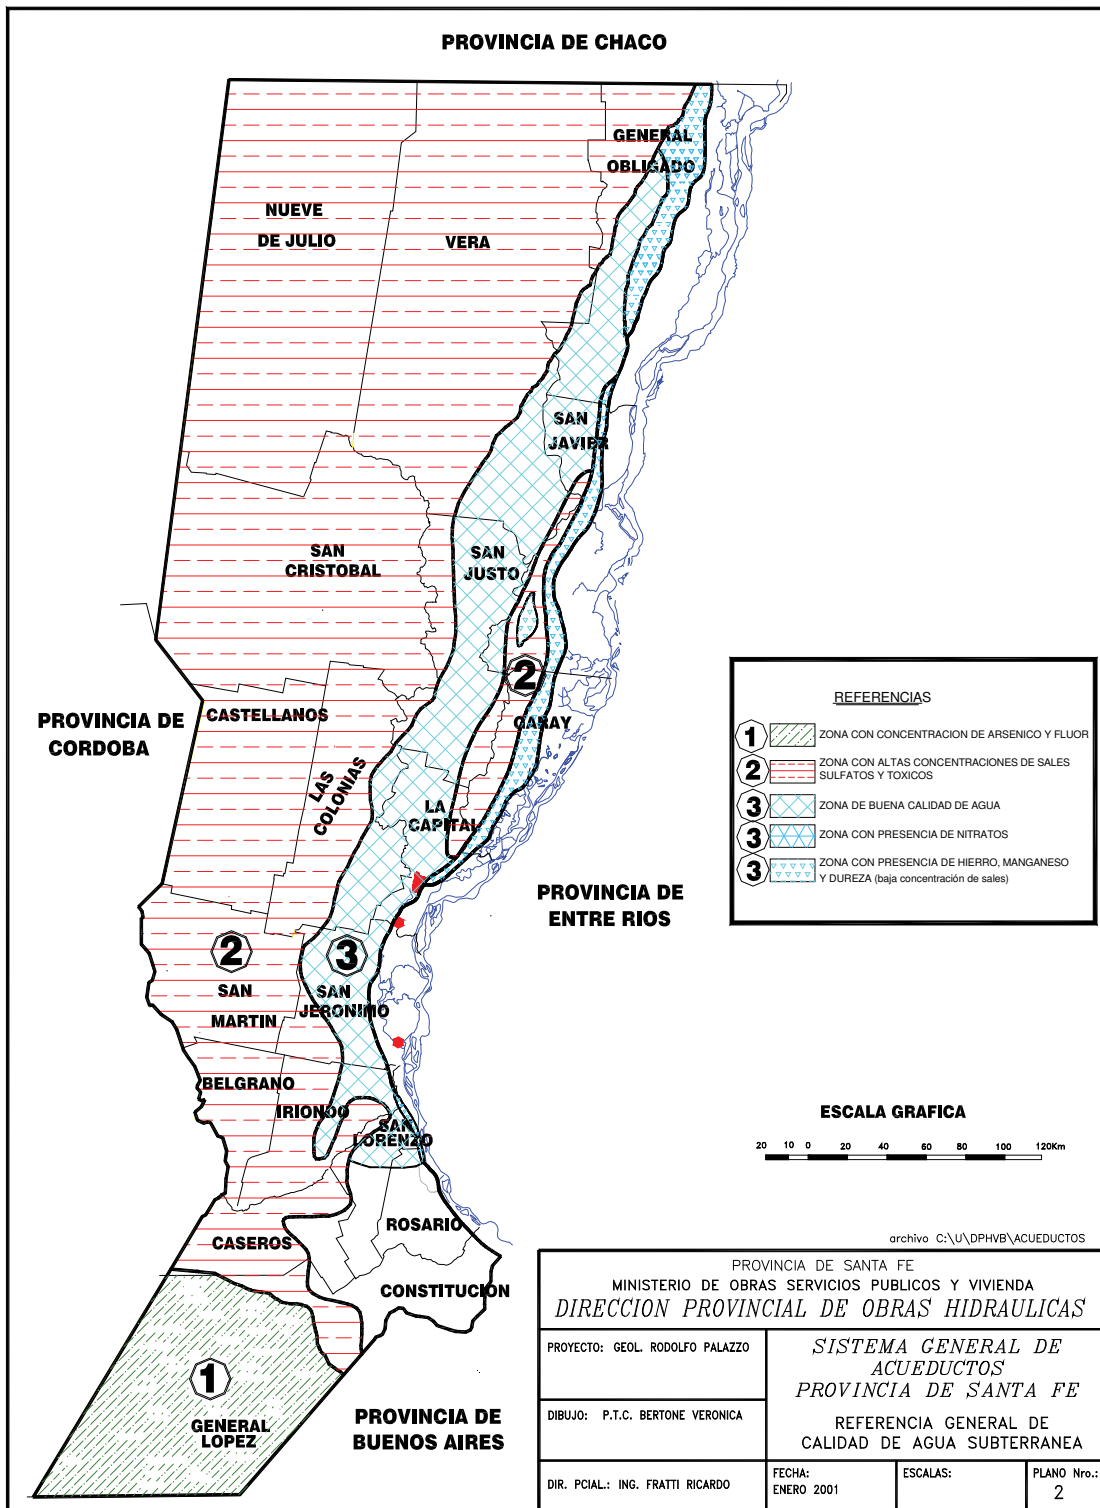 PROVINCIA DE CHACO
GENERAL
OBLIGADO
NUEVE
DE JULIO
VERA
SAN
JAVIER
SAN
CRISTOBAL
SAN
JUSTO
2
GARAY
CASTELLANOS
PROVINCIA DE
CORDOBA
LAS
COLONIAS
LA
CAPITAL
REFERENCIAS
1 ZONA CON CONCENTRACION DE ARSENICO Y FLUOR
2 ZONA CON ALTAS CONCENTRACIONES DE SALES
SULFATOS Y TOXICOS
3 ZONA DE BUENA CALIDAD DE AGUA
3 ZONA CON PRESENCIA DE NITRATOS
3 ZONA CON PRESENCIA DE HIERRO, MANGANESO
Y DUREZA (baja concentración de sales)
PROVINCIA DE
ENTRE RIOS
2
3
SAN
MARTIN
SAN
JERONIMO
BELGRANO
IRIONDO
SAN
LORENZO
ESCALA GRAFICA
20 10 0 20 40 60 80 100 120Km
ROSARIO
CASEROS
CONSTITUCION
1
GENERAL
LOPEZ
PROVINCIA DE
BUENOS AIRES
archivo C:\U\DPHVB\ACUEDUCTOS
PROVINCIA DE SANTA FE
MINISTERIO DE OBRAS SERVICIOS PUBLICOS Y VIVIENDA
DIRECCION PROVINCIAL DE OBRAS HIDRAULICAS
PROYECTO: GEOL. RODOLFO PALAZZO
SISTEMA GENERAL DE
ACUEDUCTOS
PROVINCIA DE SANTA FE
DIBUJO: P.T.C. BERTONE VERONICA
REFERENCIA GENERAL DE
CALIDAD DE AGUA SUBTERRANEA
DIR. PCIAL.: ING. FRATTI RICARDO
FECHA:
ENERO 2001
ESCALAS:
PLANO Nro.:
2